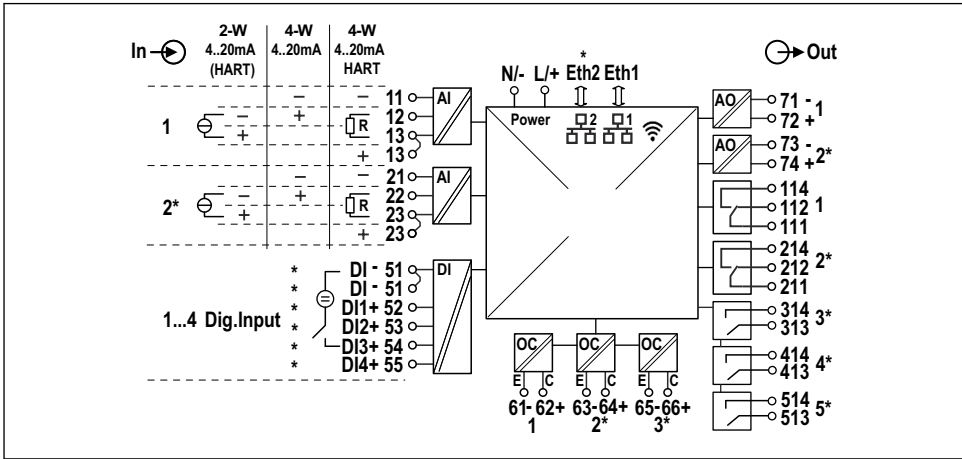 In
2-W
4..20mA
(HART)
4-W
4..20mA
4-W
4..20mA
HART
* 
N/- L/+ Eth2 Eth1
Out
Power
2 1
1
− − 11 AI
− + 12
+ R 13
+ 13
2*
− − 21 AI
− + 22
+ R 23
+ 23
1...4 Dig.Input
* DI - 51 DI
* DI - 51
* DI1+ 52
* DI2+ 53
* DI3+ 54
* DI4+ 55
AO 71 - 1
72 +
AO 73 - 2*
74 +
114
112 1
111
214
212 2*
211
314 3*
313
414 4*
413
514 5*
513
OC OC OC
E C E C E C
61- 62+ 63-64+ 65-66+
1 2* 3*